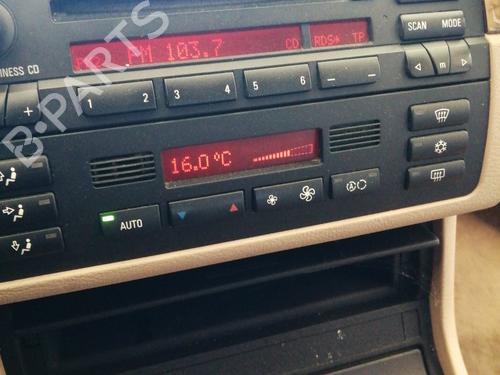 SCAN MODE
FM 103.7 CD RDS* TP
INESS CD
m
1 2 3 4 5 6 - -
+
16.0°C
AUTO
A
B-PARTS